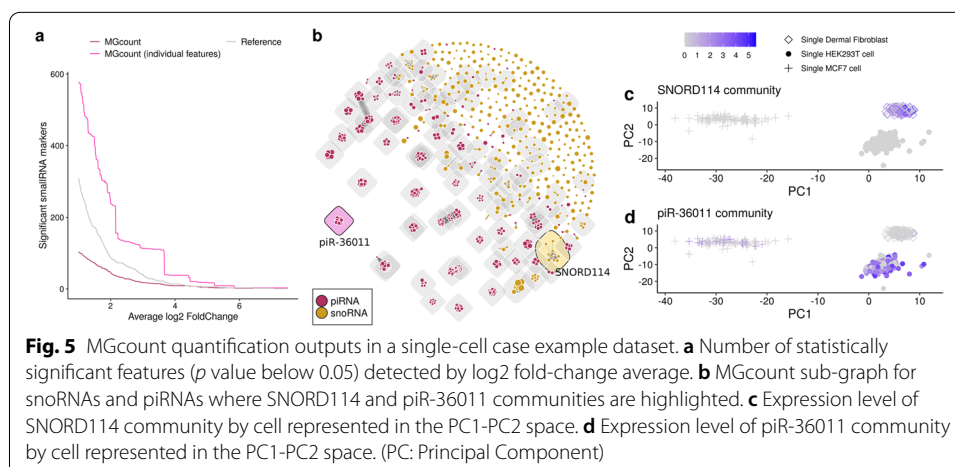 a
MGcount
MGcount (individual features)
Reference
Significant smallRNA markers
600
400
200
0
2
4
6
Average log2 FoldChange
b
piR-36011
SNORD114
piRNA
snoRNA
0 1 2 3 4 5
Single Dermal Fibroblast
Single HEK293T cell
Single MCF7 cell
c
SNORD114 community
PC2
10
0
-10
-20
-40 -30 -20 -10 0 10
PC1
d
piR-36011 community
PC2
10
0
-10
-20
-40 -30 -20 -10 0 10
PC1
Fig. 5 MGcount quantification outputs in a single-cell case example dataset. a Number of statistically
significant features (p value below 0.05) detected by log2 fold-change average. b MGcount sub-graph for
snoRNAs and piRNAs where SNORD114 and piR-36011 communities are highlighted. c Expression level of
SNORD114 community by cell represented in the PC1-PC2 space. d Expression level of piR-36011 community
by cell represented in the PC1-PC2 space. (PC: Principal Component)